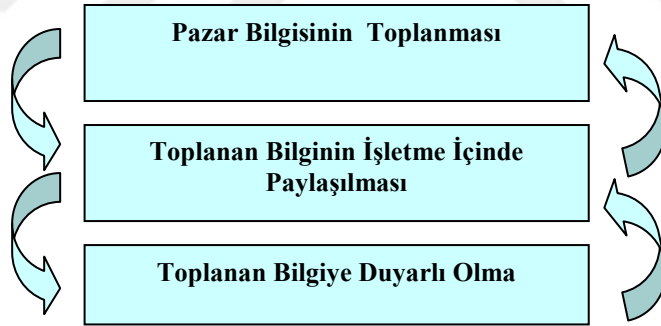 Pazar Bilgisinin Toplanması
Toplanan Bilginin İşletme İçinde
Paylaşılması
Toplanan Bilgiye Duyarlı Olma